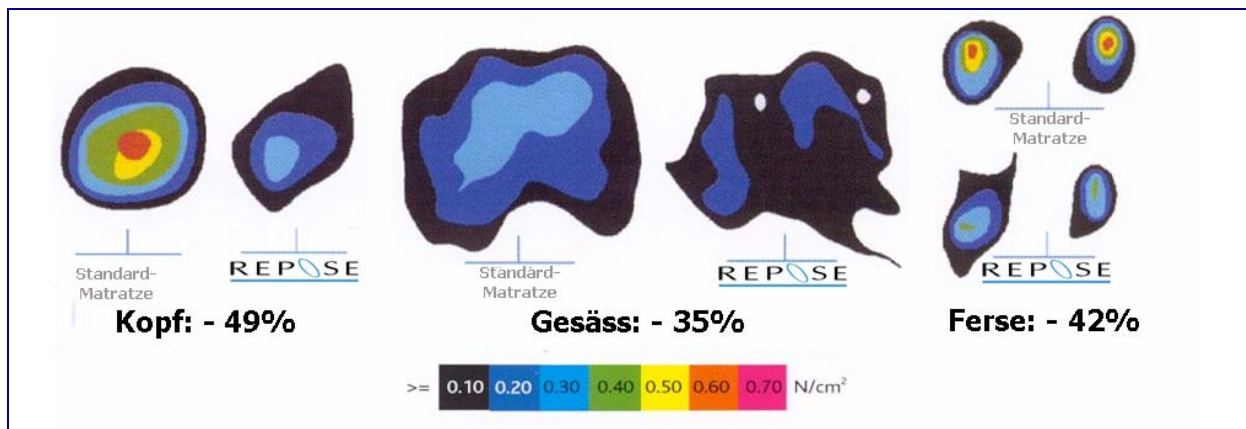 Standard-
Matratze
REPOSE
Standard-
Matratze
REPOSE
Standard-
Matratze
REPOSE
Kopf: - 49%
Gesäss: - 35%
Ferse: - 42%
>= 0.10 0.20 0.30 0.40 0.50 0.60 0.70 N/cm²